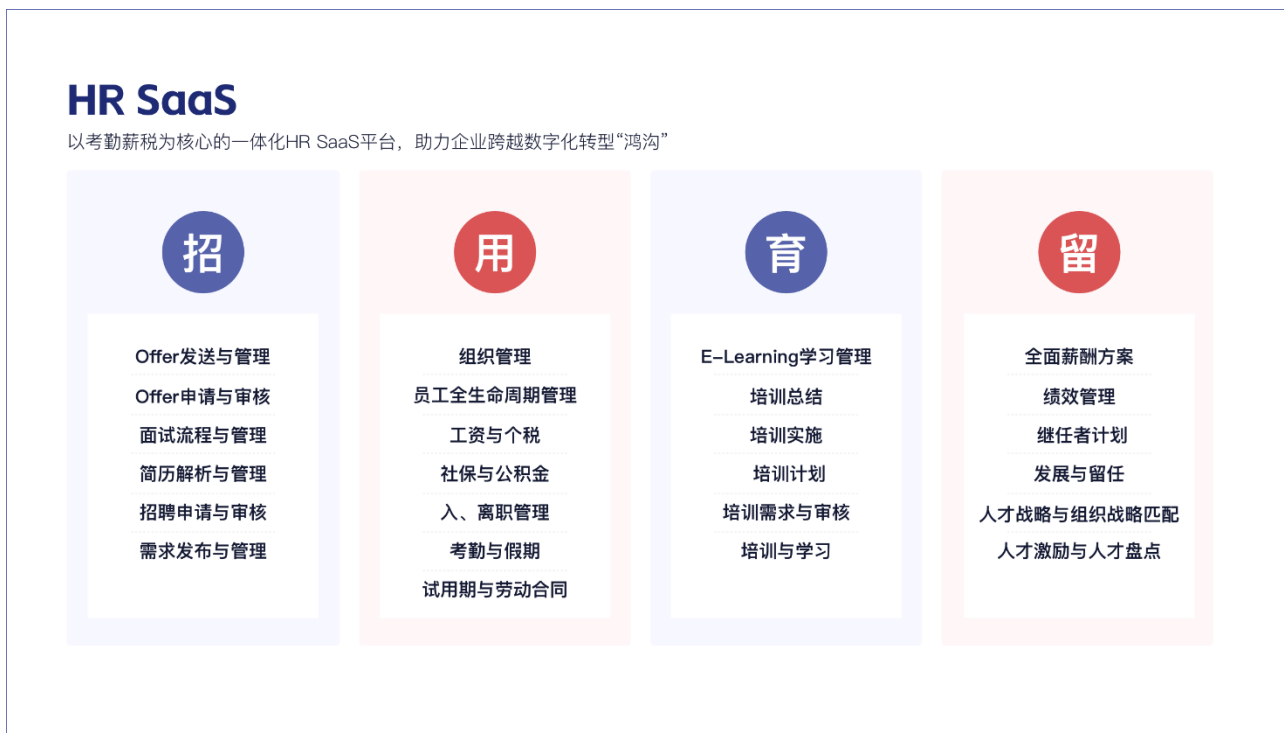 HR SaaS
以考勤薪税为核心的一体化HR SaaS平台，助力企业跨越数字化转型“鸿沟”
招
Offer发送与管理
Offer申请与审核
面试流程与管理
简历解析与管理
招聘申请与审核
需求发布与管理
用
组织管理
员工全生命周期管理
工资与个税
社保与公积金
入、离职管理
考勤与假期
试用期与劳动合同
育
E-Learning学习管理
培训总结
培训实施
培训计划
培训需求与审核
培训与学习
留
全面薪酬方案
绩效管理
继任者计划
发展与留任
人才战略与组织战略匹配
人才激励与人才盘点